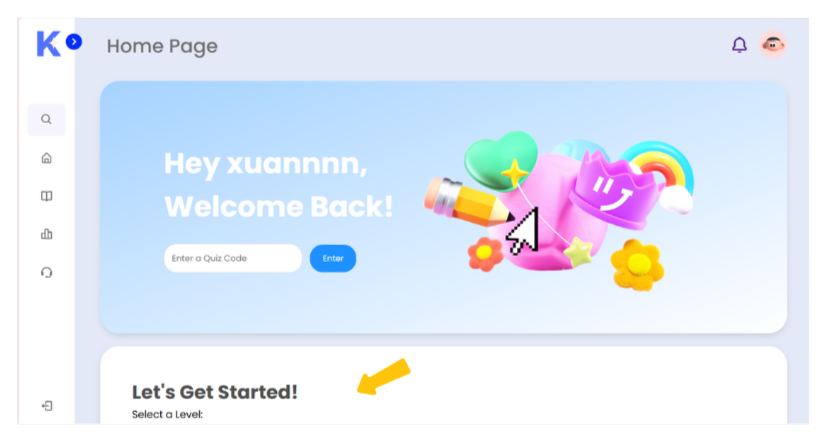 K
Home Page
Hey xuannnn,
Welcome Back!
Enter a Quiz Code
Enter
Let's Get Started!
Select a Level: